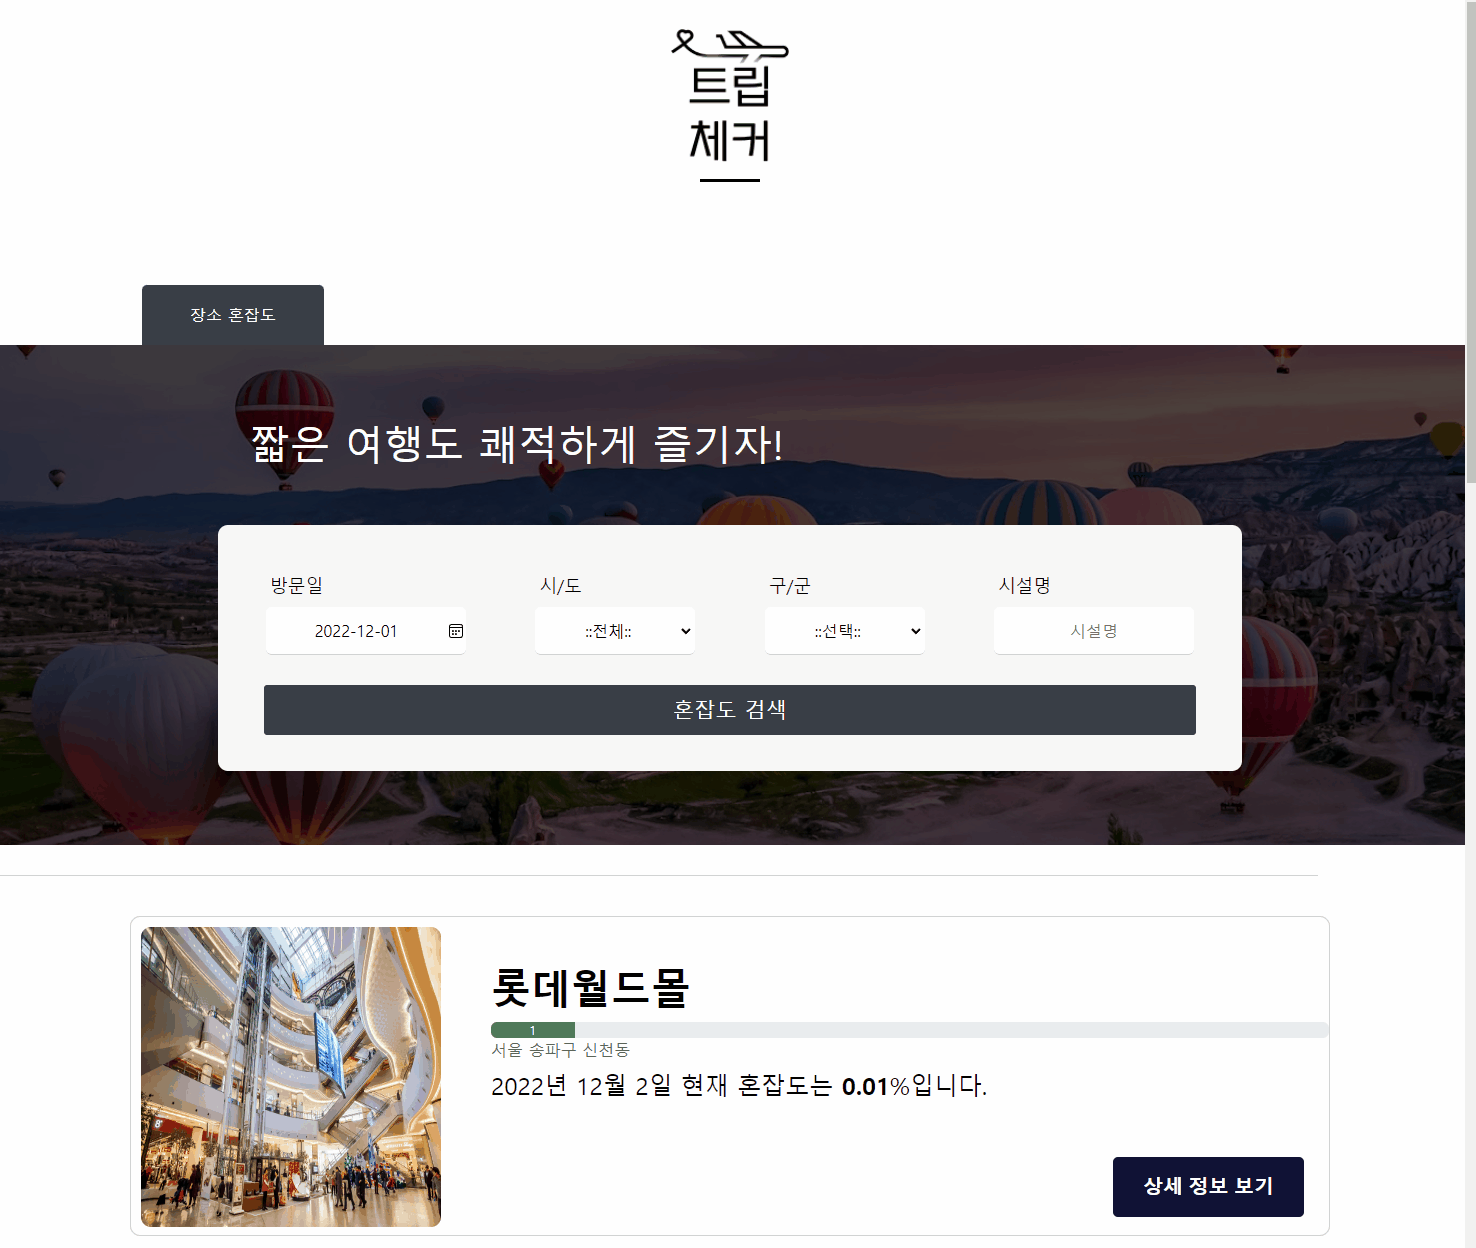 트립
체커
장소 혼잡도
짧은 여행도 쾌적하게 즐기자!
방문일
시/도
구/군
시설명
2022-12-01
::전체::
::선택::
시설명
혼잡도 검색
롯데월드몰
1
서울 송파구 신천동
2022년 12월 2일 현재 혼잡도는 0.01%입니다.
상세 정보 보기